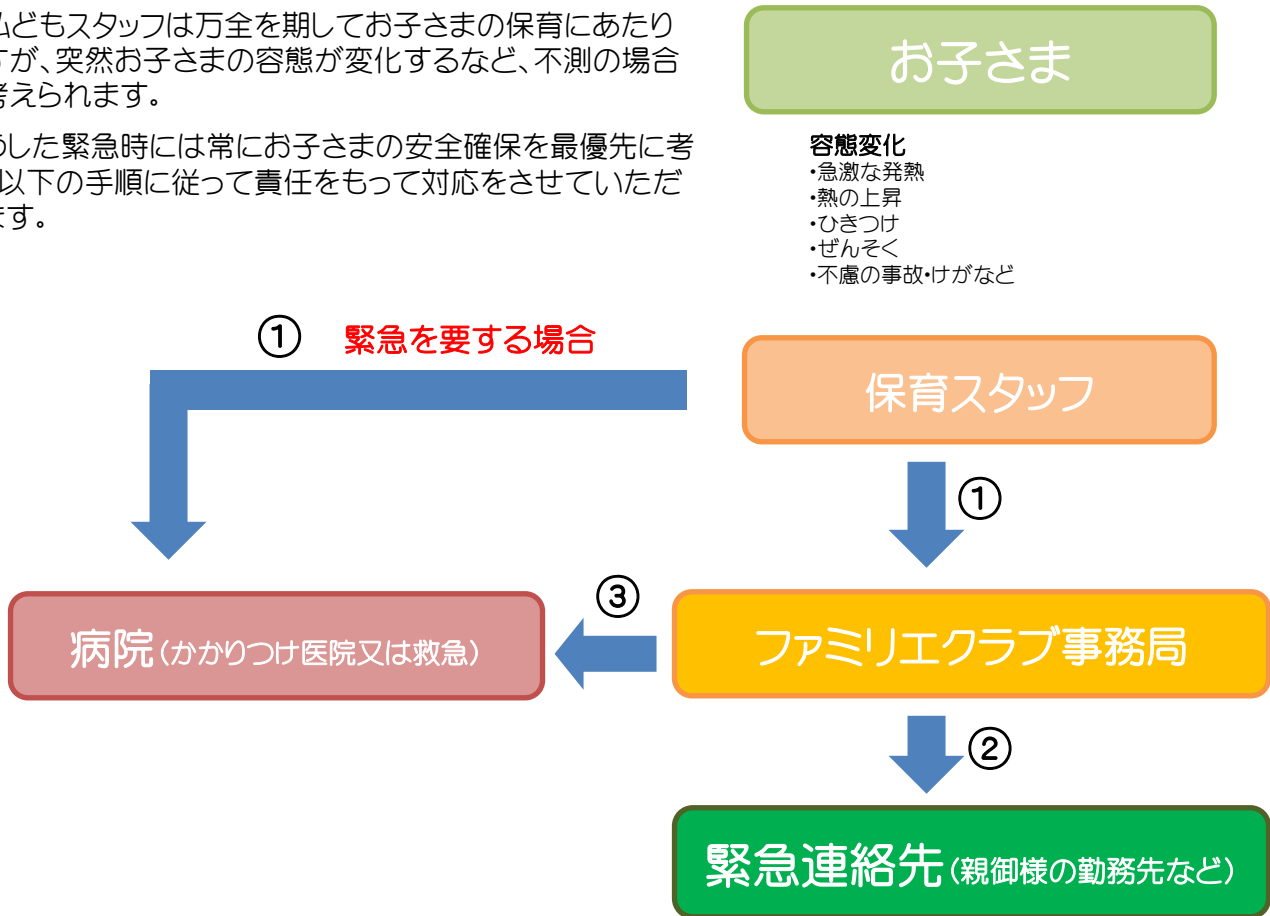 どもスタッフは万全を期してお子さまの保育にあたり
が、突然お子さまの容態が変化するなど、不測の場合
考えられます。
した緊急時には常にお子さまの安全確保を最優先に考
以下の手順に従って責任をもって対応をさせていただ
ます。
お子さま
容態変化
・急激な発熱
・熱の上昇
・ひきつけ
・ぜんそく
・不慮の事故・けがなど
① 緊急を要する場合
保育スタッフ
①
病院(かかりつけ医院又は救急)
③
ファミリエクラブ事務局
②
緊急連絡先(親御様の勤務先など)